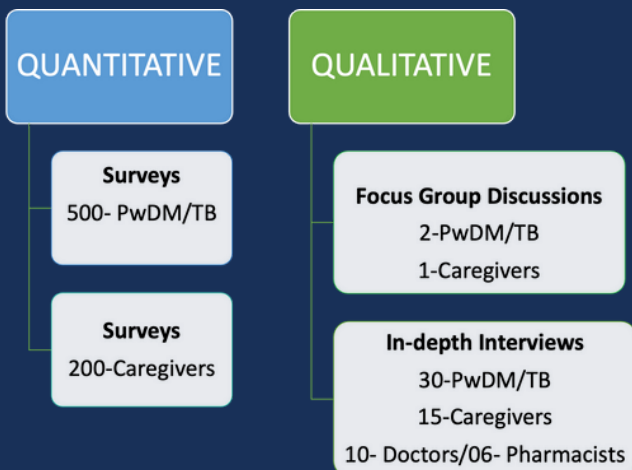 QUANTITATIVE
Surveys
500- PwDM/TB
Surveys
200-Caregivers
QUALITATIVE
Focus Group Discussions
2-PwDM/TB
1-Caregivers
In-depth Interviews
30-PwDM/TB
15-Caregivers
10- Doctors/06- Pharmacists